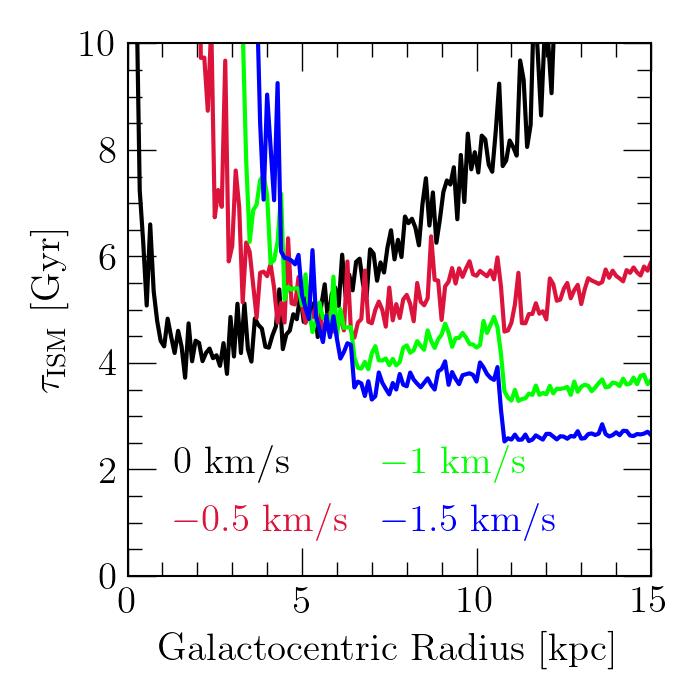 10
8
6
4
2
0
τISM [Gyr]
0 km/s −1 km/s
−0.5 km/s −1.5 km/s
0 5 10 15
Galactocentric Radius [kpc]